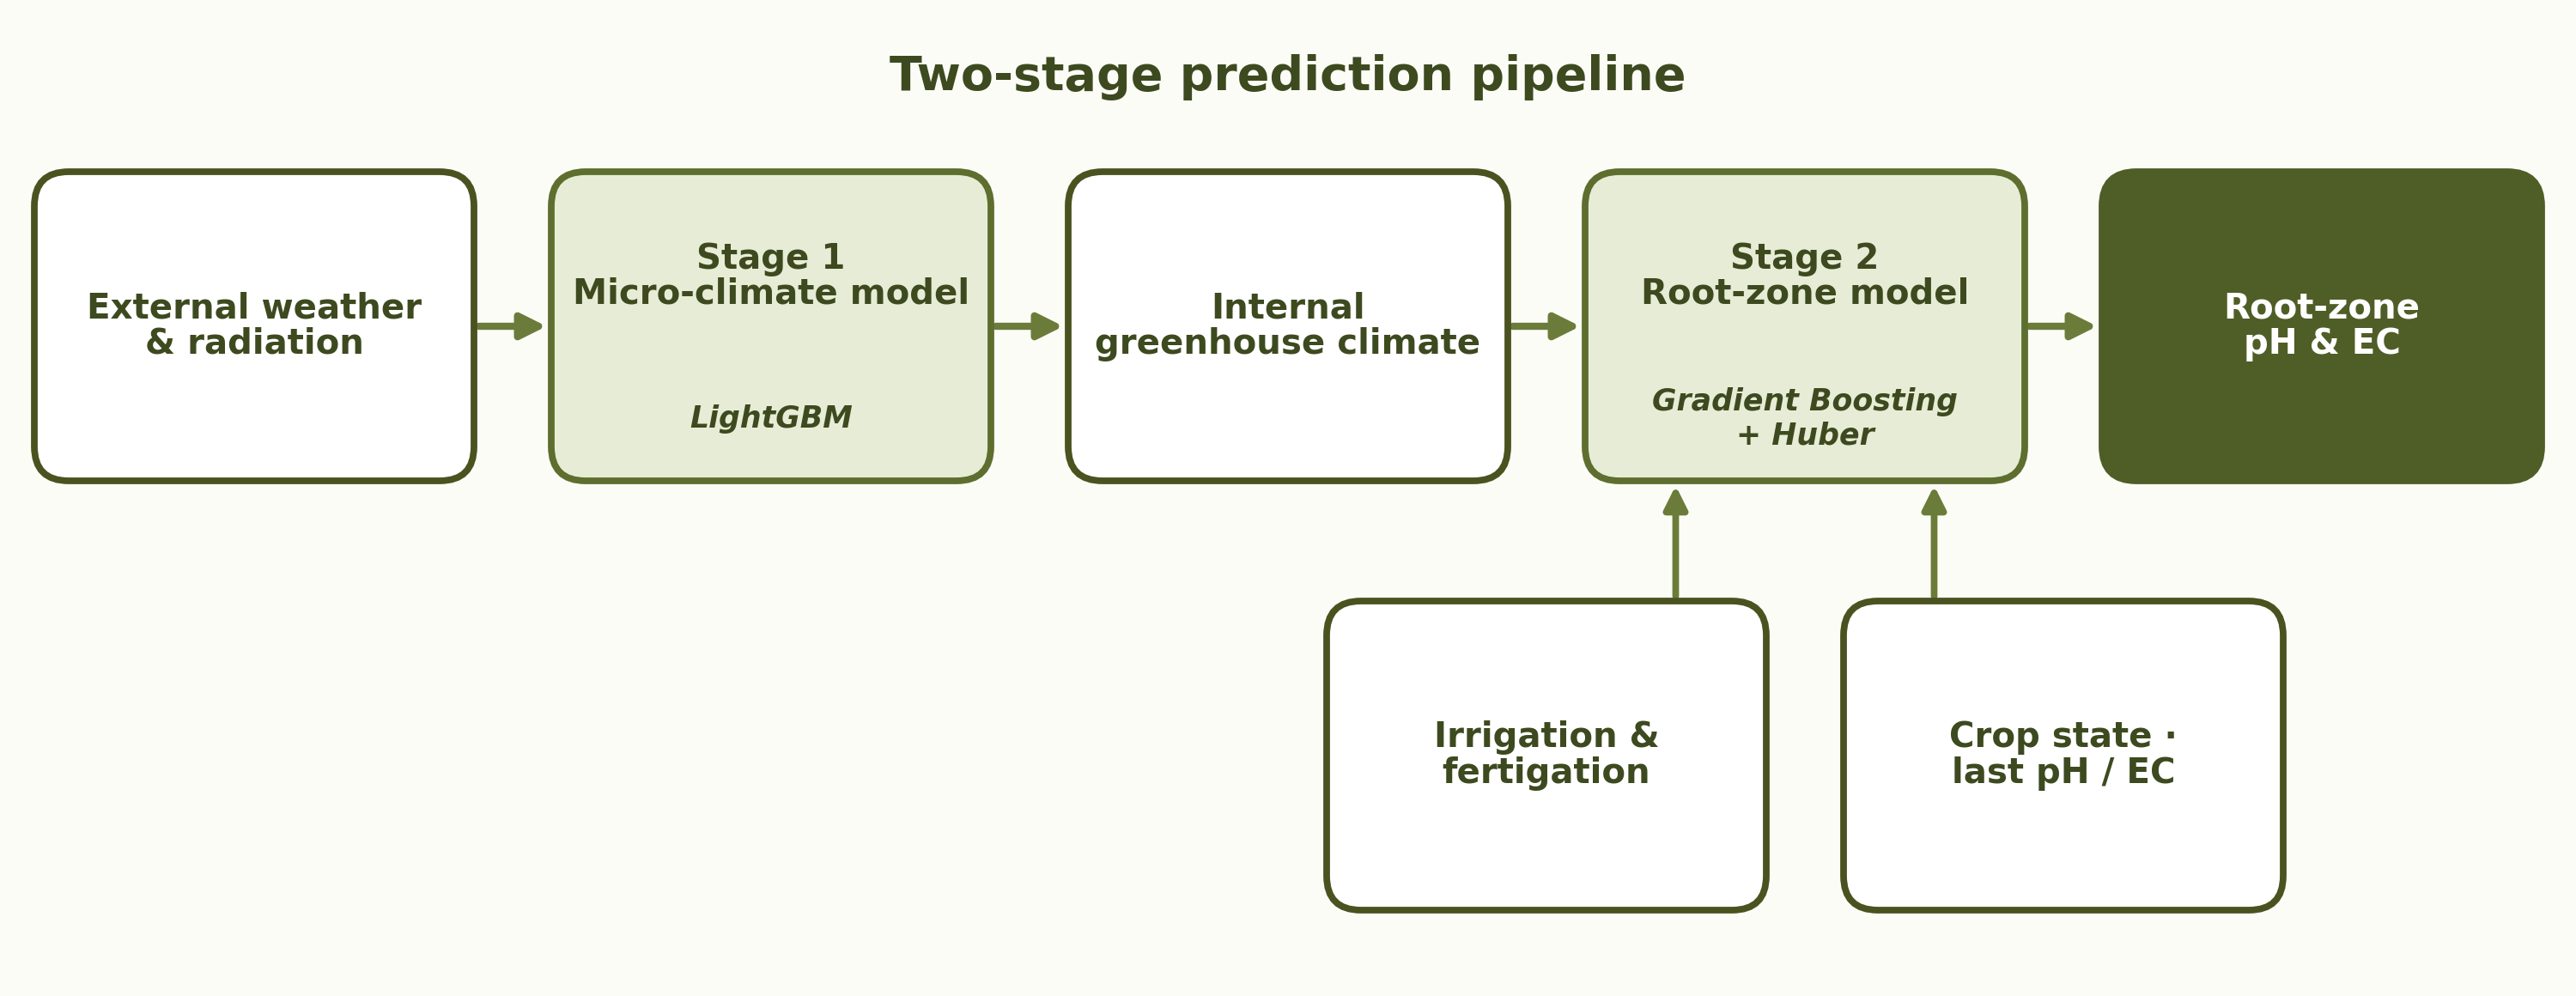 Two-stage prediction pipeline
External weather
& radiation
Stage 1
Micro-climate model
LightGBM
Internal
greenhouse climate
Stage 2
Root-zone model
Gradient Boosting
+ Huber
Root-zone
pH & EC
Irrigation &
fertigation
Crop state ·
last pH / EC